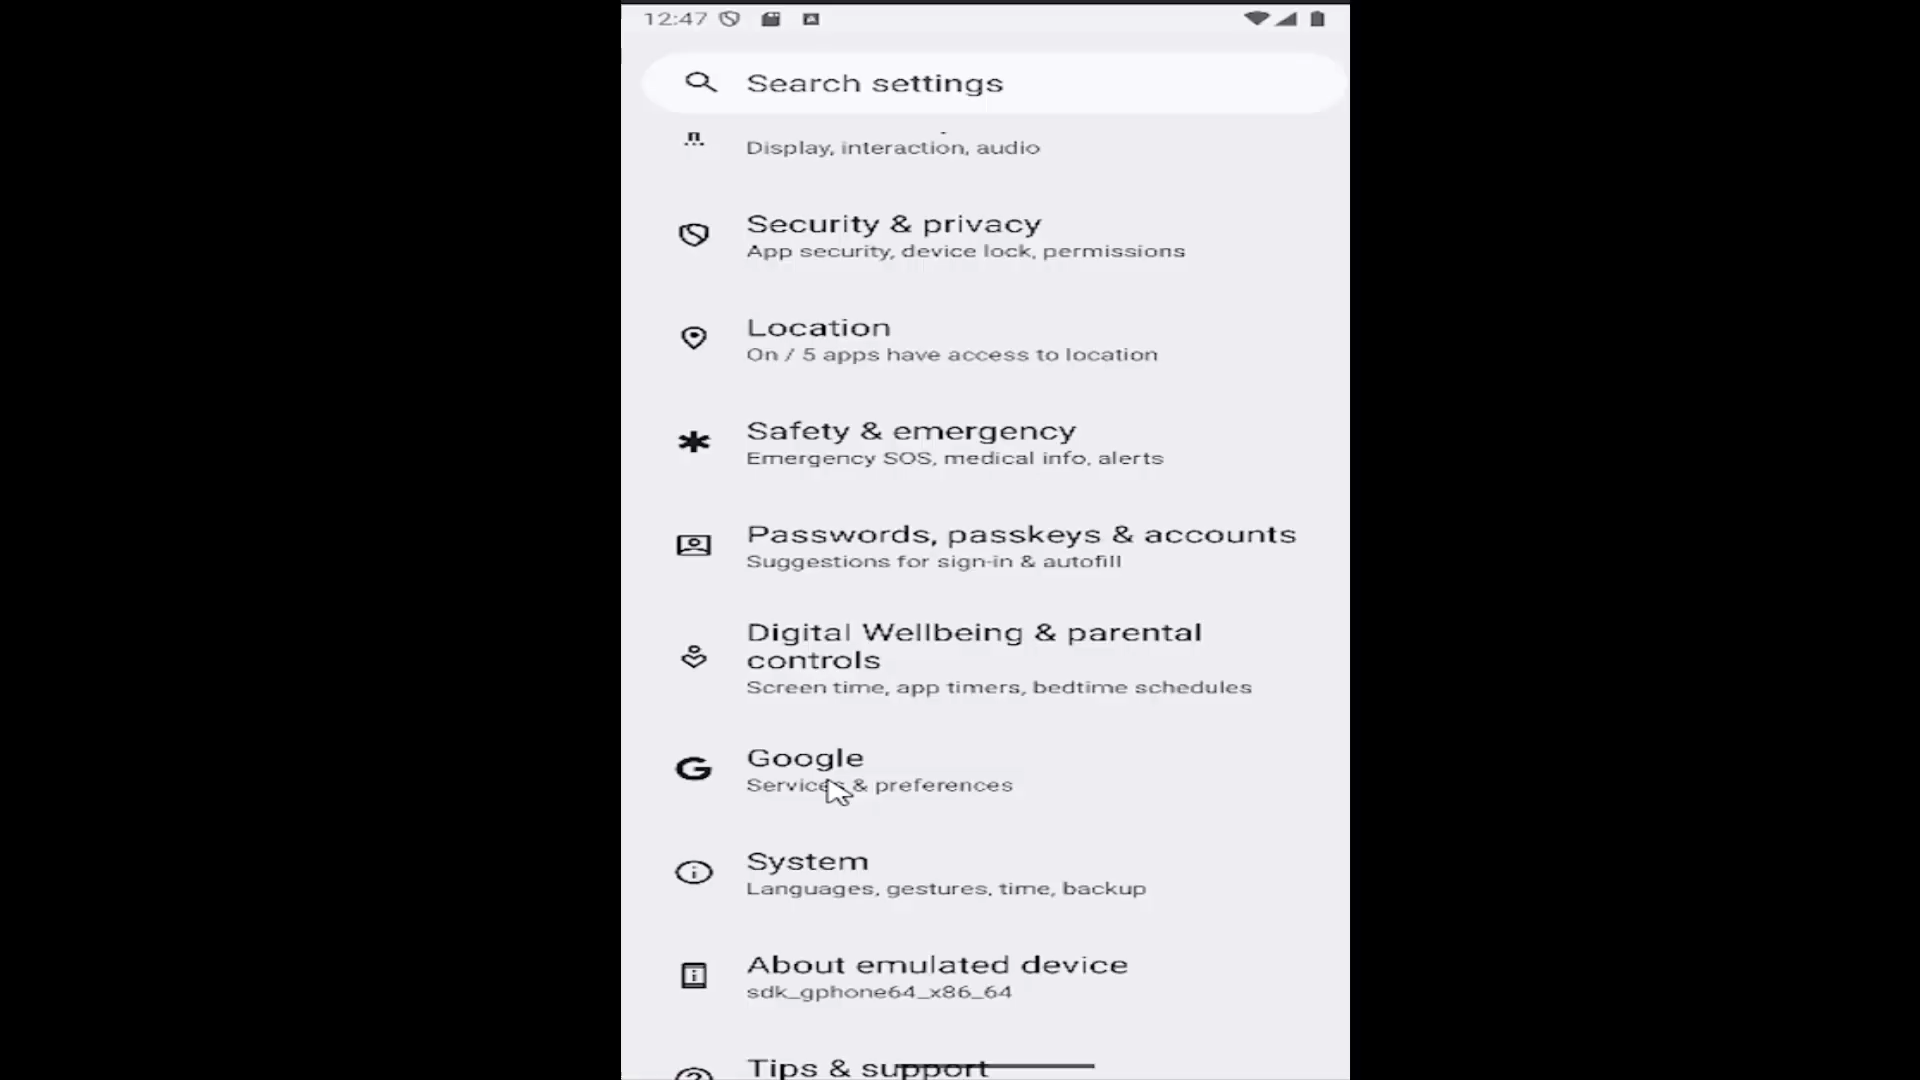 12:47
Search settings
Display, interaction, audio
Security & privacy
App security, device lock, permissions
Location
On / 5 apps have access to location
Safety & emergency
Emergency SOS, medical info, alerts
Passwords, passkeys & accounts
Suggestions for sign-in & autofill
Digital Wellbeing & parental
controls
Screen time, app timers, bedtime schedules
Google
Services & preferences
System
Languages, gestures, time, backup
About emulated device
sdk_gphone64_x86_64
Tips & support